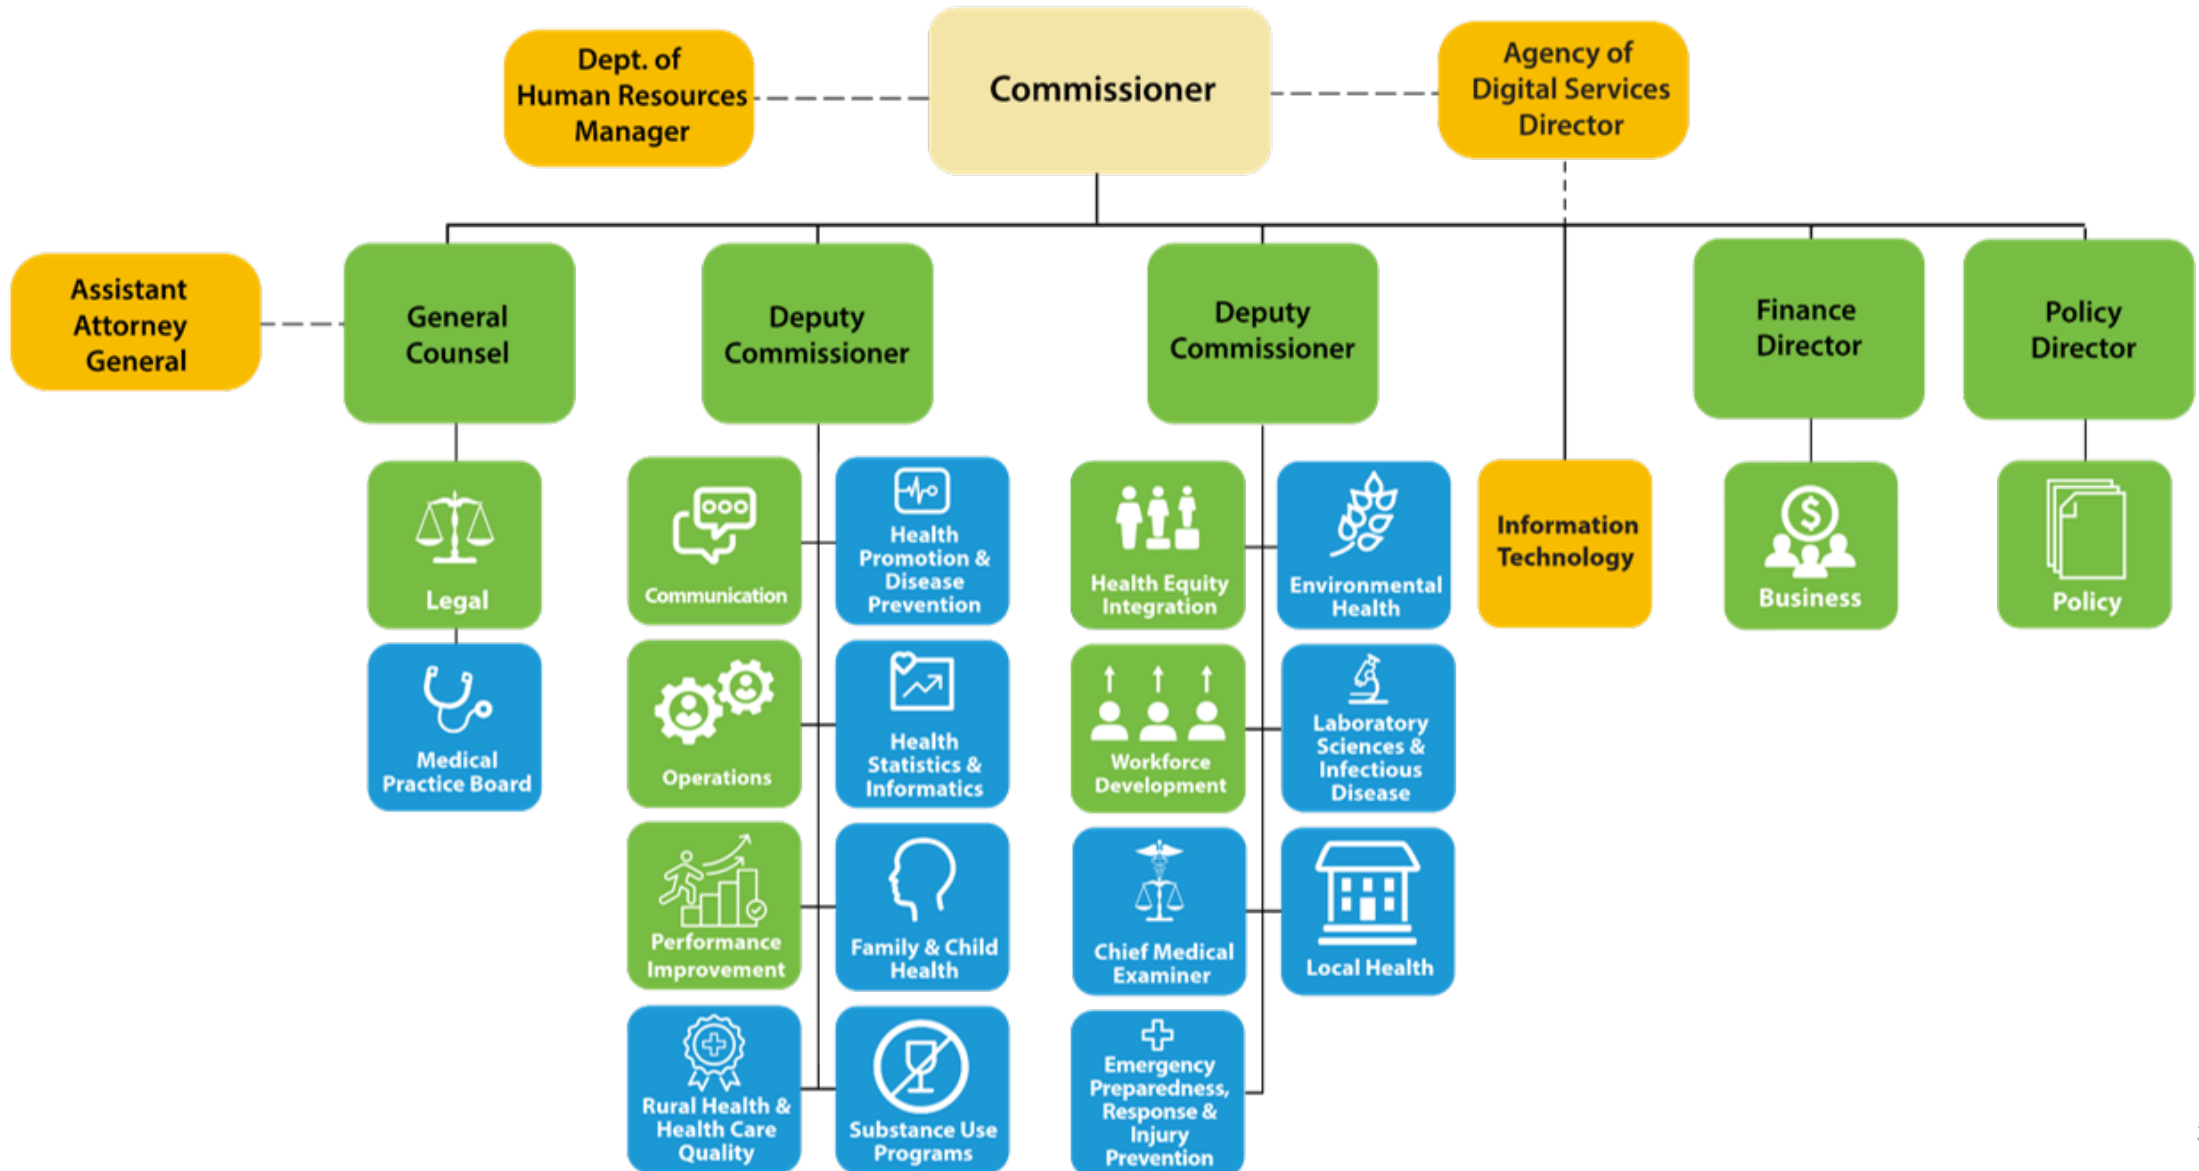 Dept. of
Human Resources
Manager
Commissioner
Agency of
Digital Services
Director
Assistant
Attorney
General
General
Counsel
Deputy
Commissioner
Deputy
Commissioner
Finance
Director
Policy
Director
Legal
Medical
Practice Board
Communication
Health
Promotion &
Disease
Prevention
Operations
Health
Statistics &
Informatics
Performance
Improvement
Family & Child
Health
Rural Health &
Health Care
Quality
Substance Use
Programs
Health Equity
Integration
Environmental
Health
Workforce
Development
Laboratory
Sciences &
Infectious
Disease
Chief Medical
Examiner
Local Health
Emergency
Preparedness,
Response &
Injury
Prevention
Information
Technology
$
Business
Policy